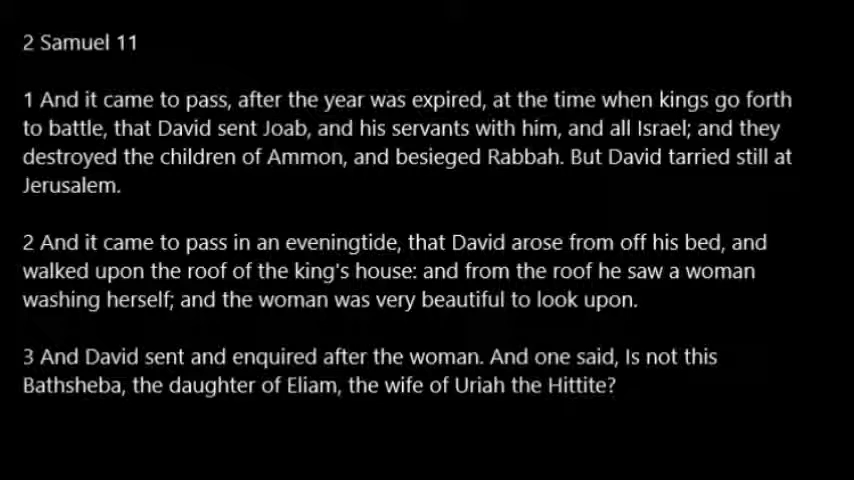 2 Samuel 11
1 And it came to pass, after the year was expired, at the time when kings go forth
to battle, that David sent Joab, and his servants with him, and all Israel; and they
destroyed the children of Ammon, and besieged Rabbah. But David tarried still at
Jerusalem.
2 And it came to pass in an eveningtide, that David arose from off his bed, and
walked upon the roof of the king's house: and from the roof he saw a woman
washing herself; and the woman was very beautiful to look upon.
3 And David sent and enquired after the woman. And one said, Is not this
Bathsheba, the daughter of Eliam, the wife of Uriah the Hittite?